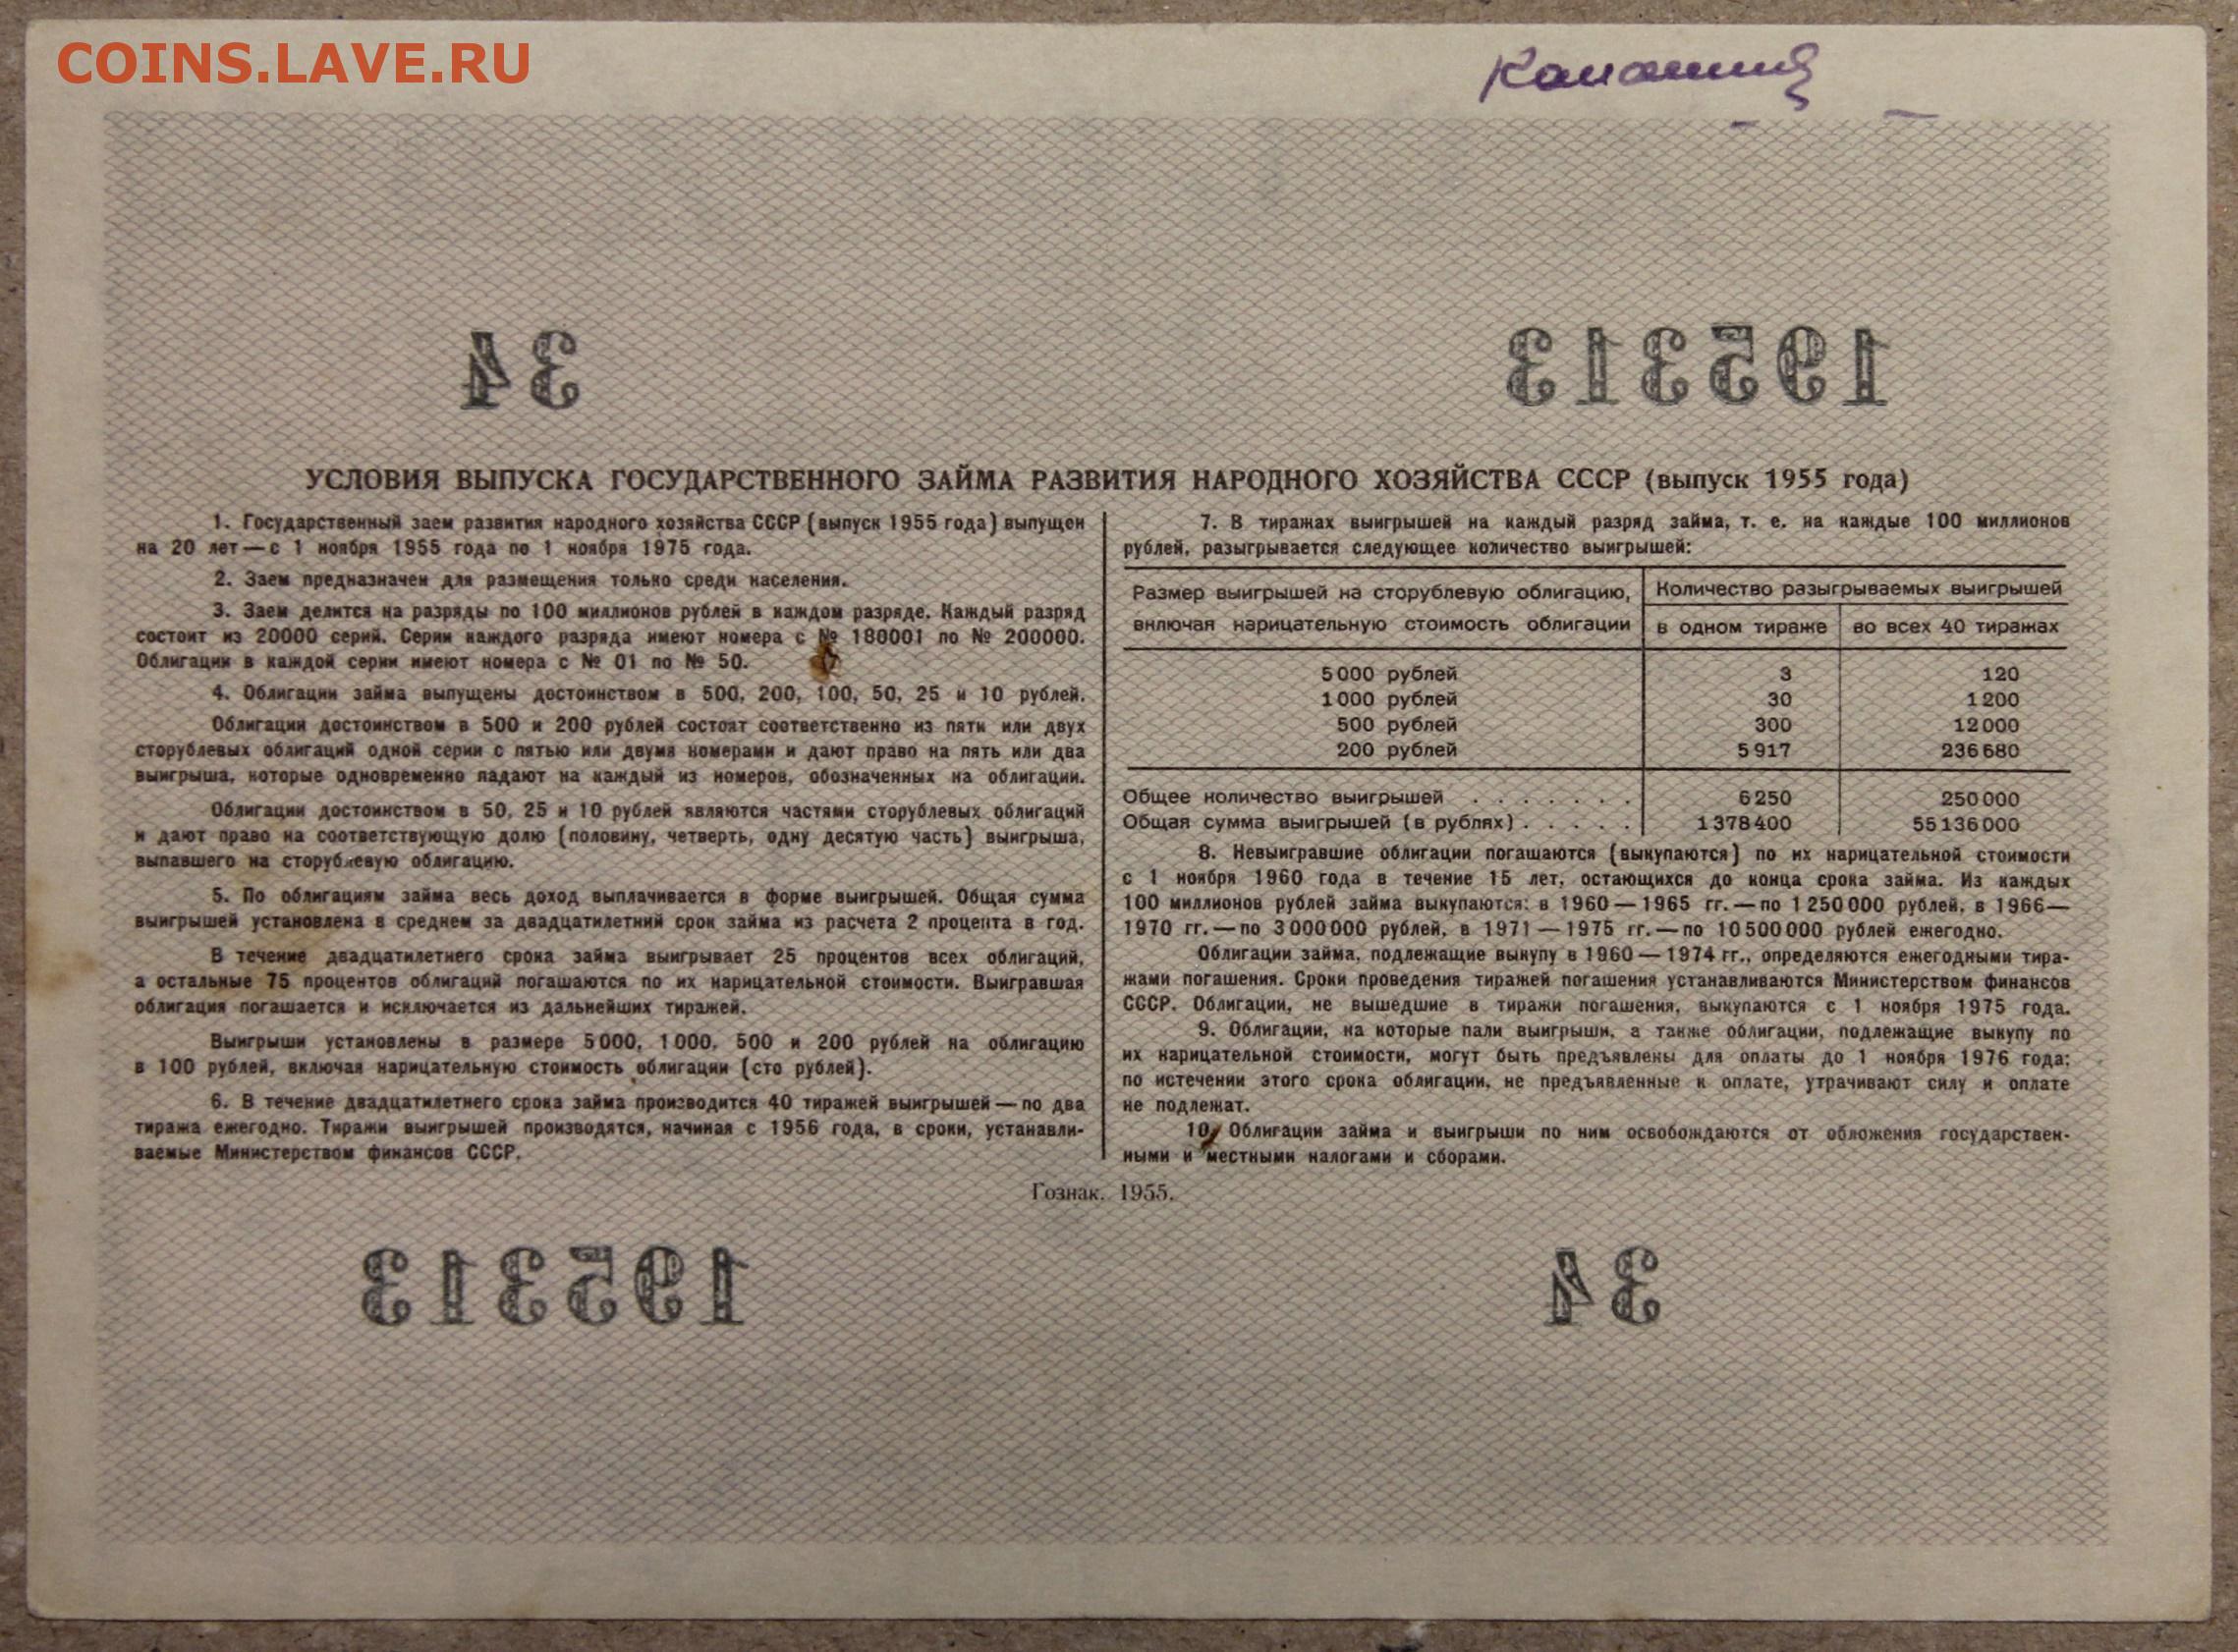 COINS.LAVE.RU
34 195313
УСЛОВИЯ ВЫПУСКА ГОСУДАРСТВЕННОГО ЗАЙМА РАЗВИТИЯ НАРОДНОГО ХОЗЯЙСТВА СССР (выпуск 1955 года)
1. Государственный заем развития народного хозяйства СССР (выпуск 1955 года) выпущен
на 20 лет — с 1 ноября 1955 года по 1 ноября 1975 года.
2. Заем предназначен для размещения только среди населения.
3. Заем делится на разряды по 100 миллионов рублей в каждом разряде. Каждый разряд
состоит из 20000 серий. Серии каждого разряда имеют номера с № 180001 по № 200000.
Облигации в каждой серии имеют номера с № 01 по № 50.
4. Облигации займа выпущены достоинством в 500, 200, 100, 50, 25 и 10 рублей.
Облигации достоинством в 500 и 200 рублей состоят соответственно из пяти или двух
сторублевых облигаций одной серии с пятью или двумя номерами и дают право на пять или два
выигрыша, которые одновременно падают на каждый из номеров, обозначенных на облигации.
Облигации достоинством в 50, 25 и 10 рублей являются частями сторублевых облигаций
и дают право на соответствующую долю (половину, четверть, одну десятую часть) выигрыша,
выпавшего на сторублевую облигацию.
5. По облигациям займа весь доход выплачивается в форме выигрышей. Общая сумма
выигрышей установлена в среднем за двадцатилетний срок займа из расчета 2 процента в год.
В течение двадцатилетнего срока займа выигрывает 25 процентов всех облигаций,
а остальные 75 процентов облигаций погашаются по их нарицательной стоимости. Выигравшая
облигация погашается и исключается из дальнейших тиражей.
Выигрыши установлены в размере 5000, 1000, 500 и 200 рублей на облигацию
в 100 рублей, включая нарицательную стоимость облигации (сто рублей).
6. В течение двадцатилетнего срока займа производится 40 тиражей выигрышей — по два
тиража ежегодно. Тиражи выигрышей производятся, начиная с 1956 года, в сроки, устанавли-
ваемые Министерством финансов СССР.
7. В тиражах выигрышей на каждый разряд займа, т. е. на каждые 100 миллионов
рублей, разыгрывается следующее количество выигрышей:
Размер выигрышей на сторублевую облигацию, Количество разыгрываемых выигрышей
включая нарицательную стоимость облигации в одном тираже во всех 40 тиражах
5000 рублей 3 120
1000 рублей 30 1200
500 рублей 300 12000
200 рублей 5917 236680
Общее количество выигрышей . . . . . . . 6250 250000
Общая сумма выигрышей (в рублях) . . . . . 1378400 55136000
8. Невыигравшие облигации погашаются (выкупаются) по их нарицательной стоимости
с 1 ноября 1960 года в течение 15 лет, остающихся до конца срока займа. Из каждых
100 миллионов рублей займа выкупаются: в 1960 — 1965 гг. — по 1250000 рублей, в 1966 —
1970 гг. — по 3000000 рублей, в 1971 — 1975 гг. — по 10500000 рублей ежегодно.
Облигации займа, подлежащие выкупу в 1960 — 1974 гг., определяются ежегодными тира-
жами погашения. Сроки проведения тиражей погашения устанавливаются Министерством финансов
СССР. Облигации, не вышедшие в тиражи погашения, выкупаются с 1 ноября 1975 года.
9. Облигации, на которые пали выигрыши, а также облигации, подлежащие выкупу по
их нарицательной стоимости, могут быть предъявлены для оплаты до 1 ноября 1976 года;
по истечении этого срока облигации, не предъявленные к оплате, утрачивают силу и оплате
не подлежат.
10. Облигации займа и выигрыши по ним освобождаются от обложения государствен-
ными и местными налогами и сборами.
Гознак. 1955.
195313 34